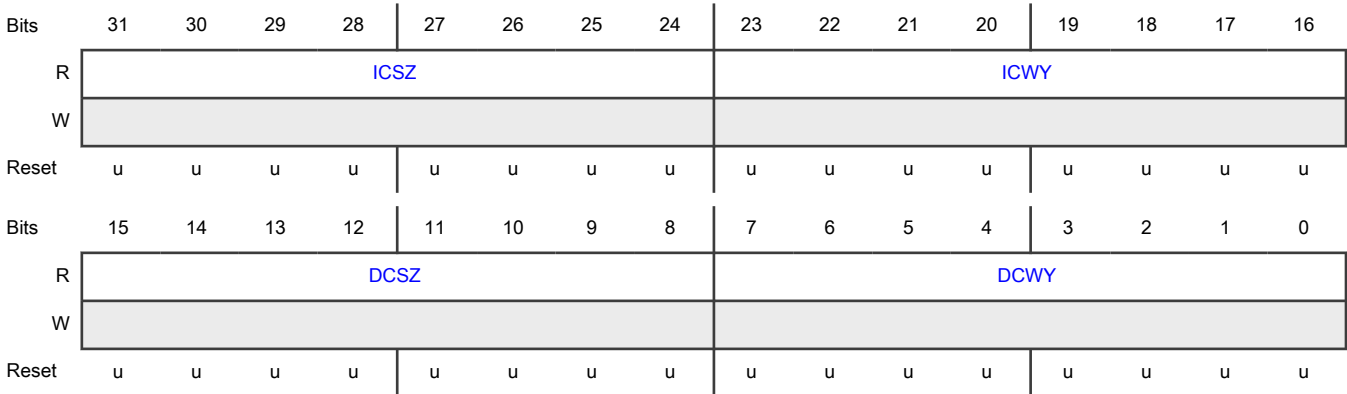 Bits 31 30 29 28 27 26 25 24 23 22 21 20 19 18 17 16
R ICSZ ICWY
W
Reset u u u u u u u u u u u u u u u u
Bits 15 14 13 12 11 10 9 8 7 6 5 4 3 2 1 0
R DCSZ DCWY
W
Reset u u u u u u u u u u u u u u u u